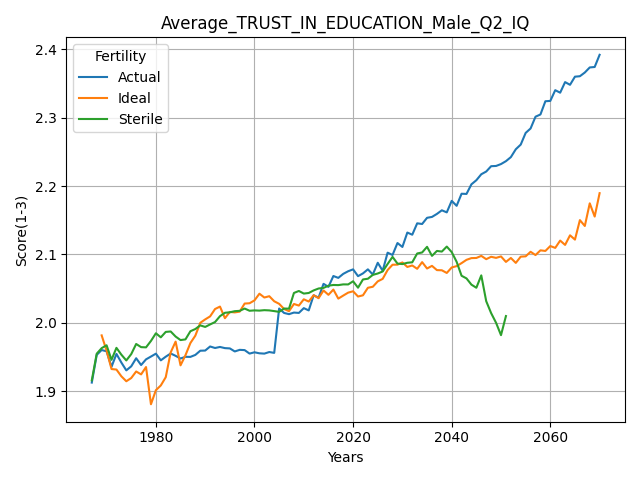 Average_TRUST_IN_EDUCATION_Male_Q2_IQ
Fertility
Actual
Ideal
Sterile
Score(1-3)
2.4
2.3
2.2
2.1
2.0
1.9
1980 2000 2020 2040 2060
Years